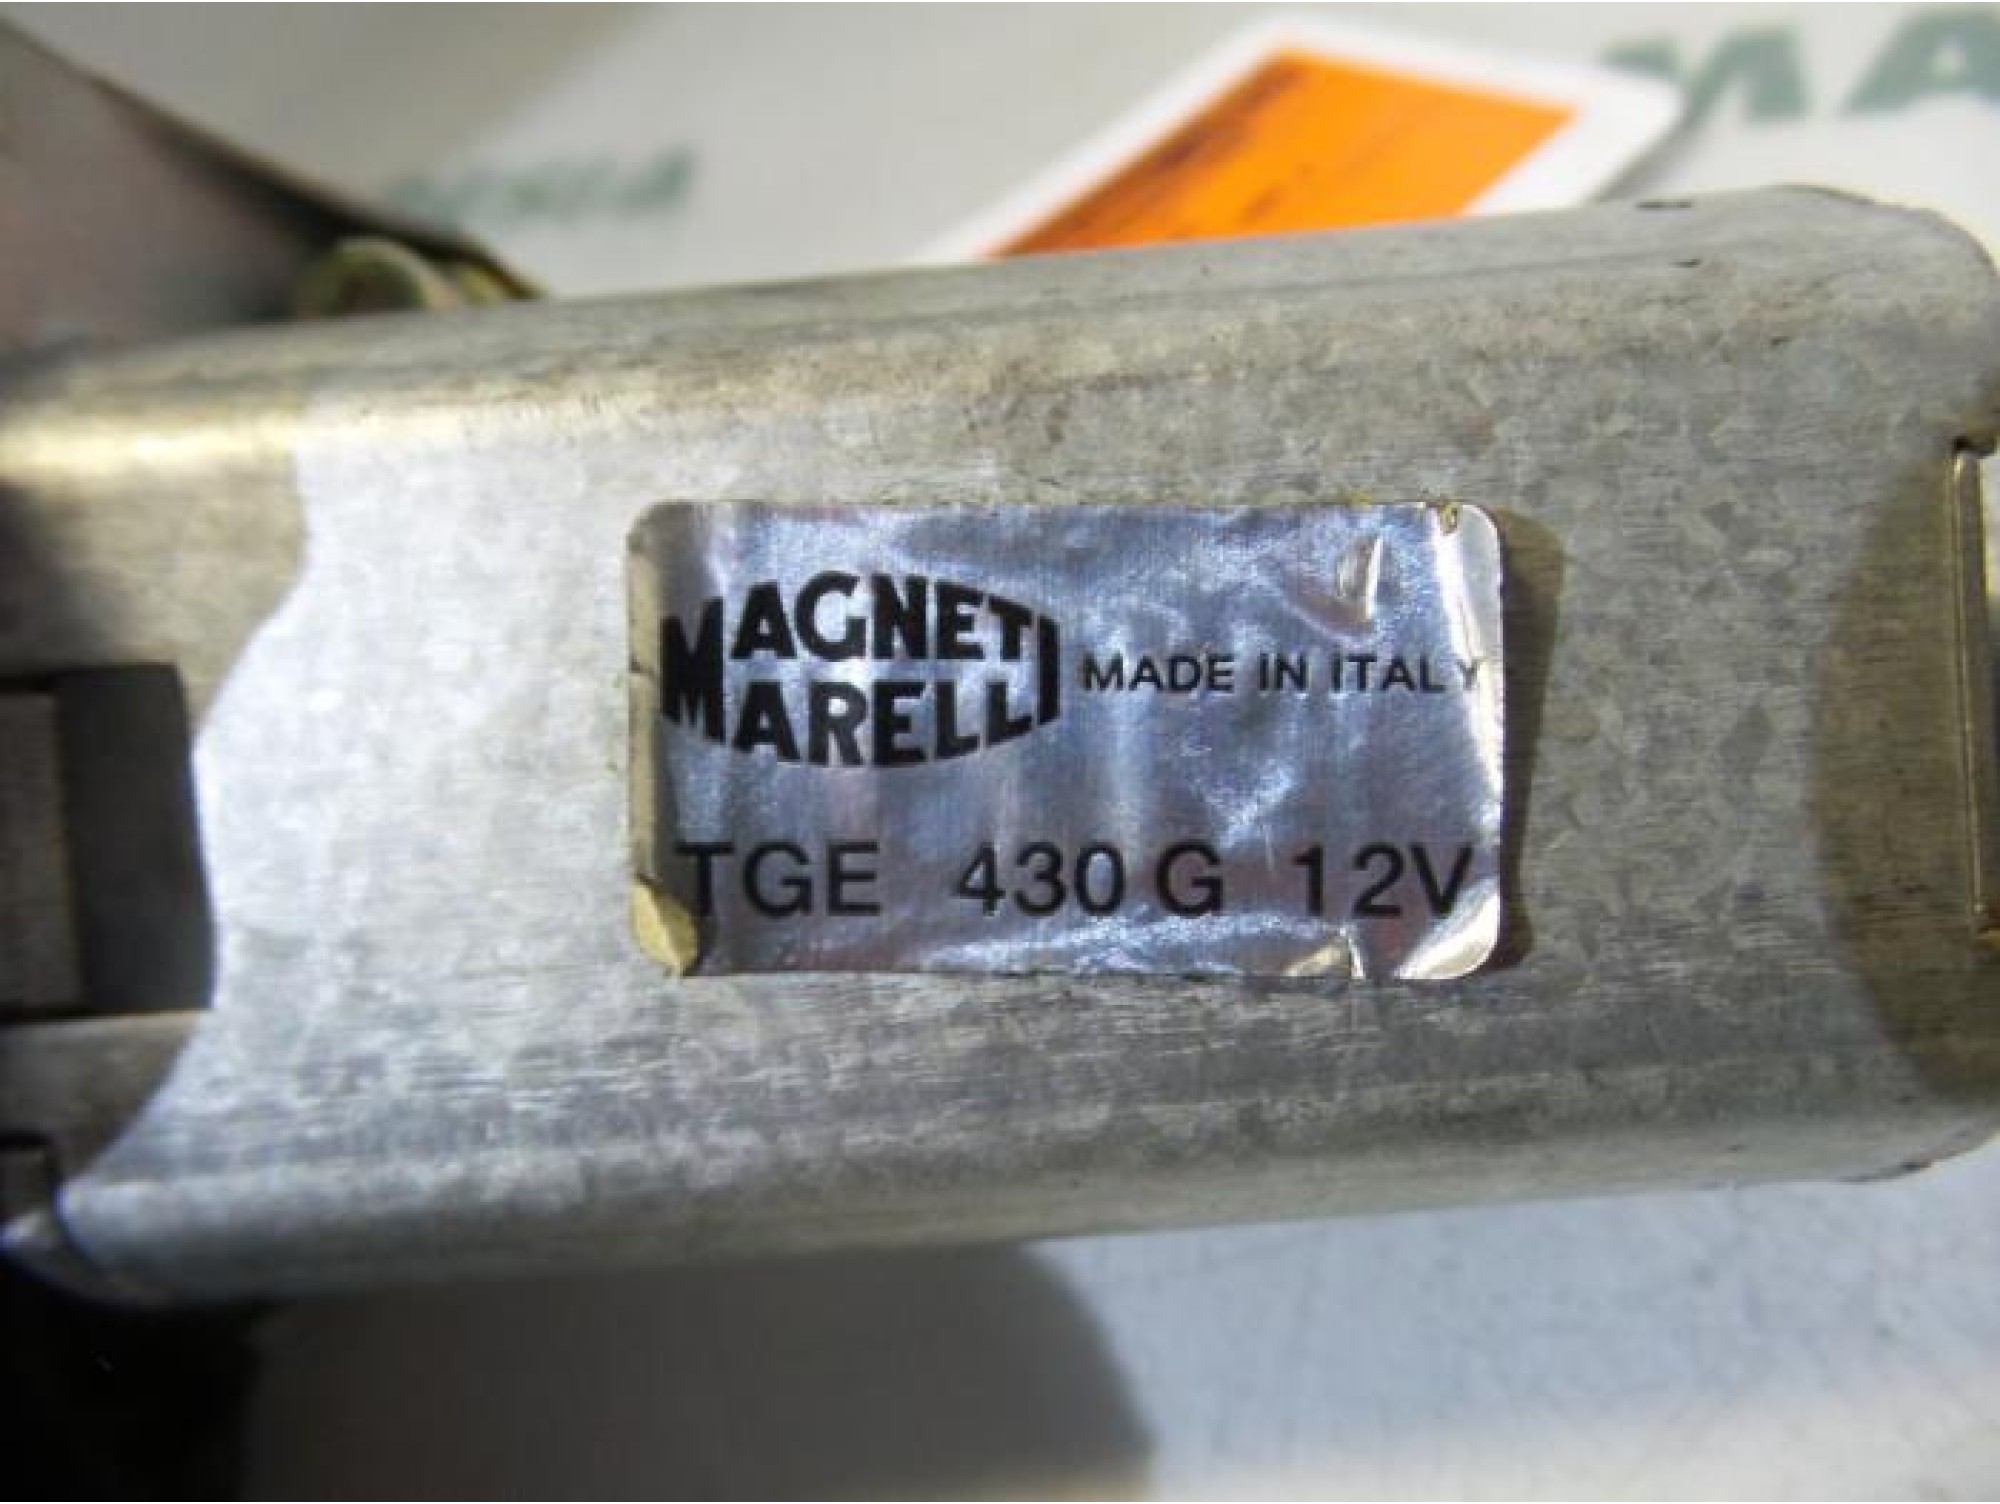 MAGNETI
MARELLI
MADE IN ITALY
TGE 430 G 12V